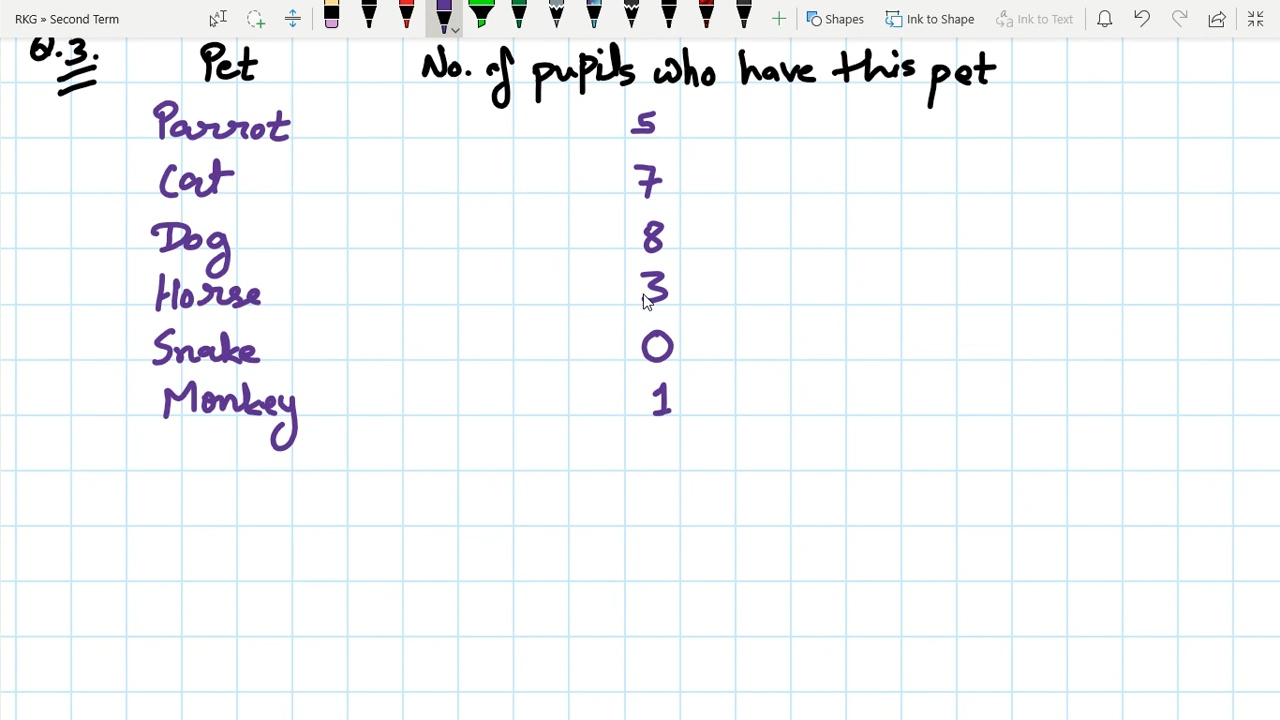 RKG » Second Term Shapes Ink to Shape Ink to Text
Q.3. Pet No. of pupils who have this pet
Parrot 5
Cat 7
Dog 8
Horse 3
Snake 0
Monkey 1